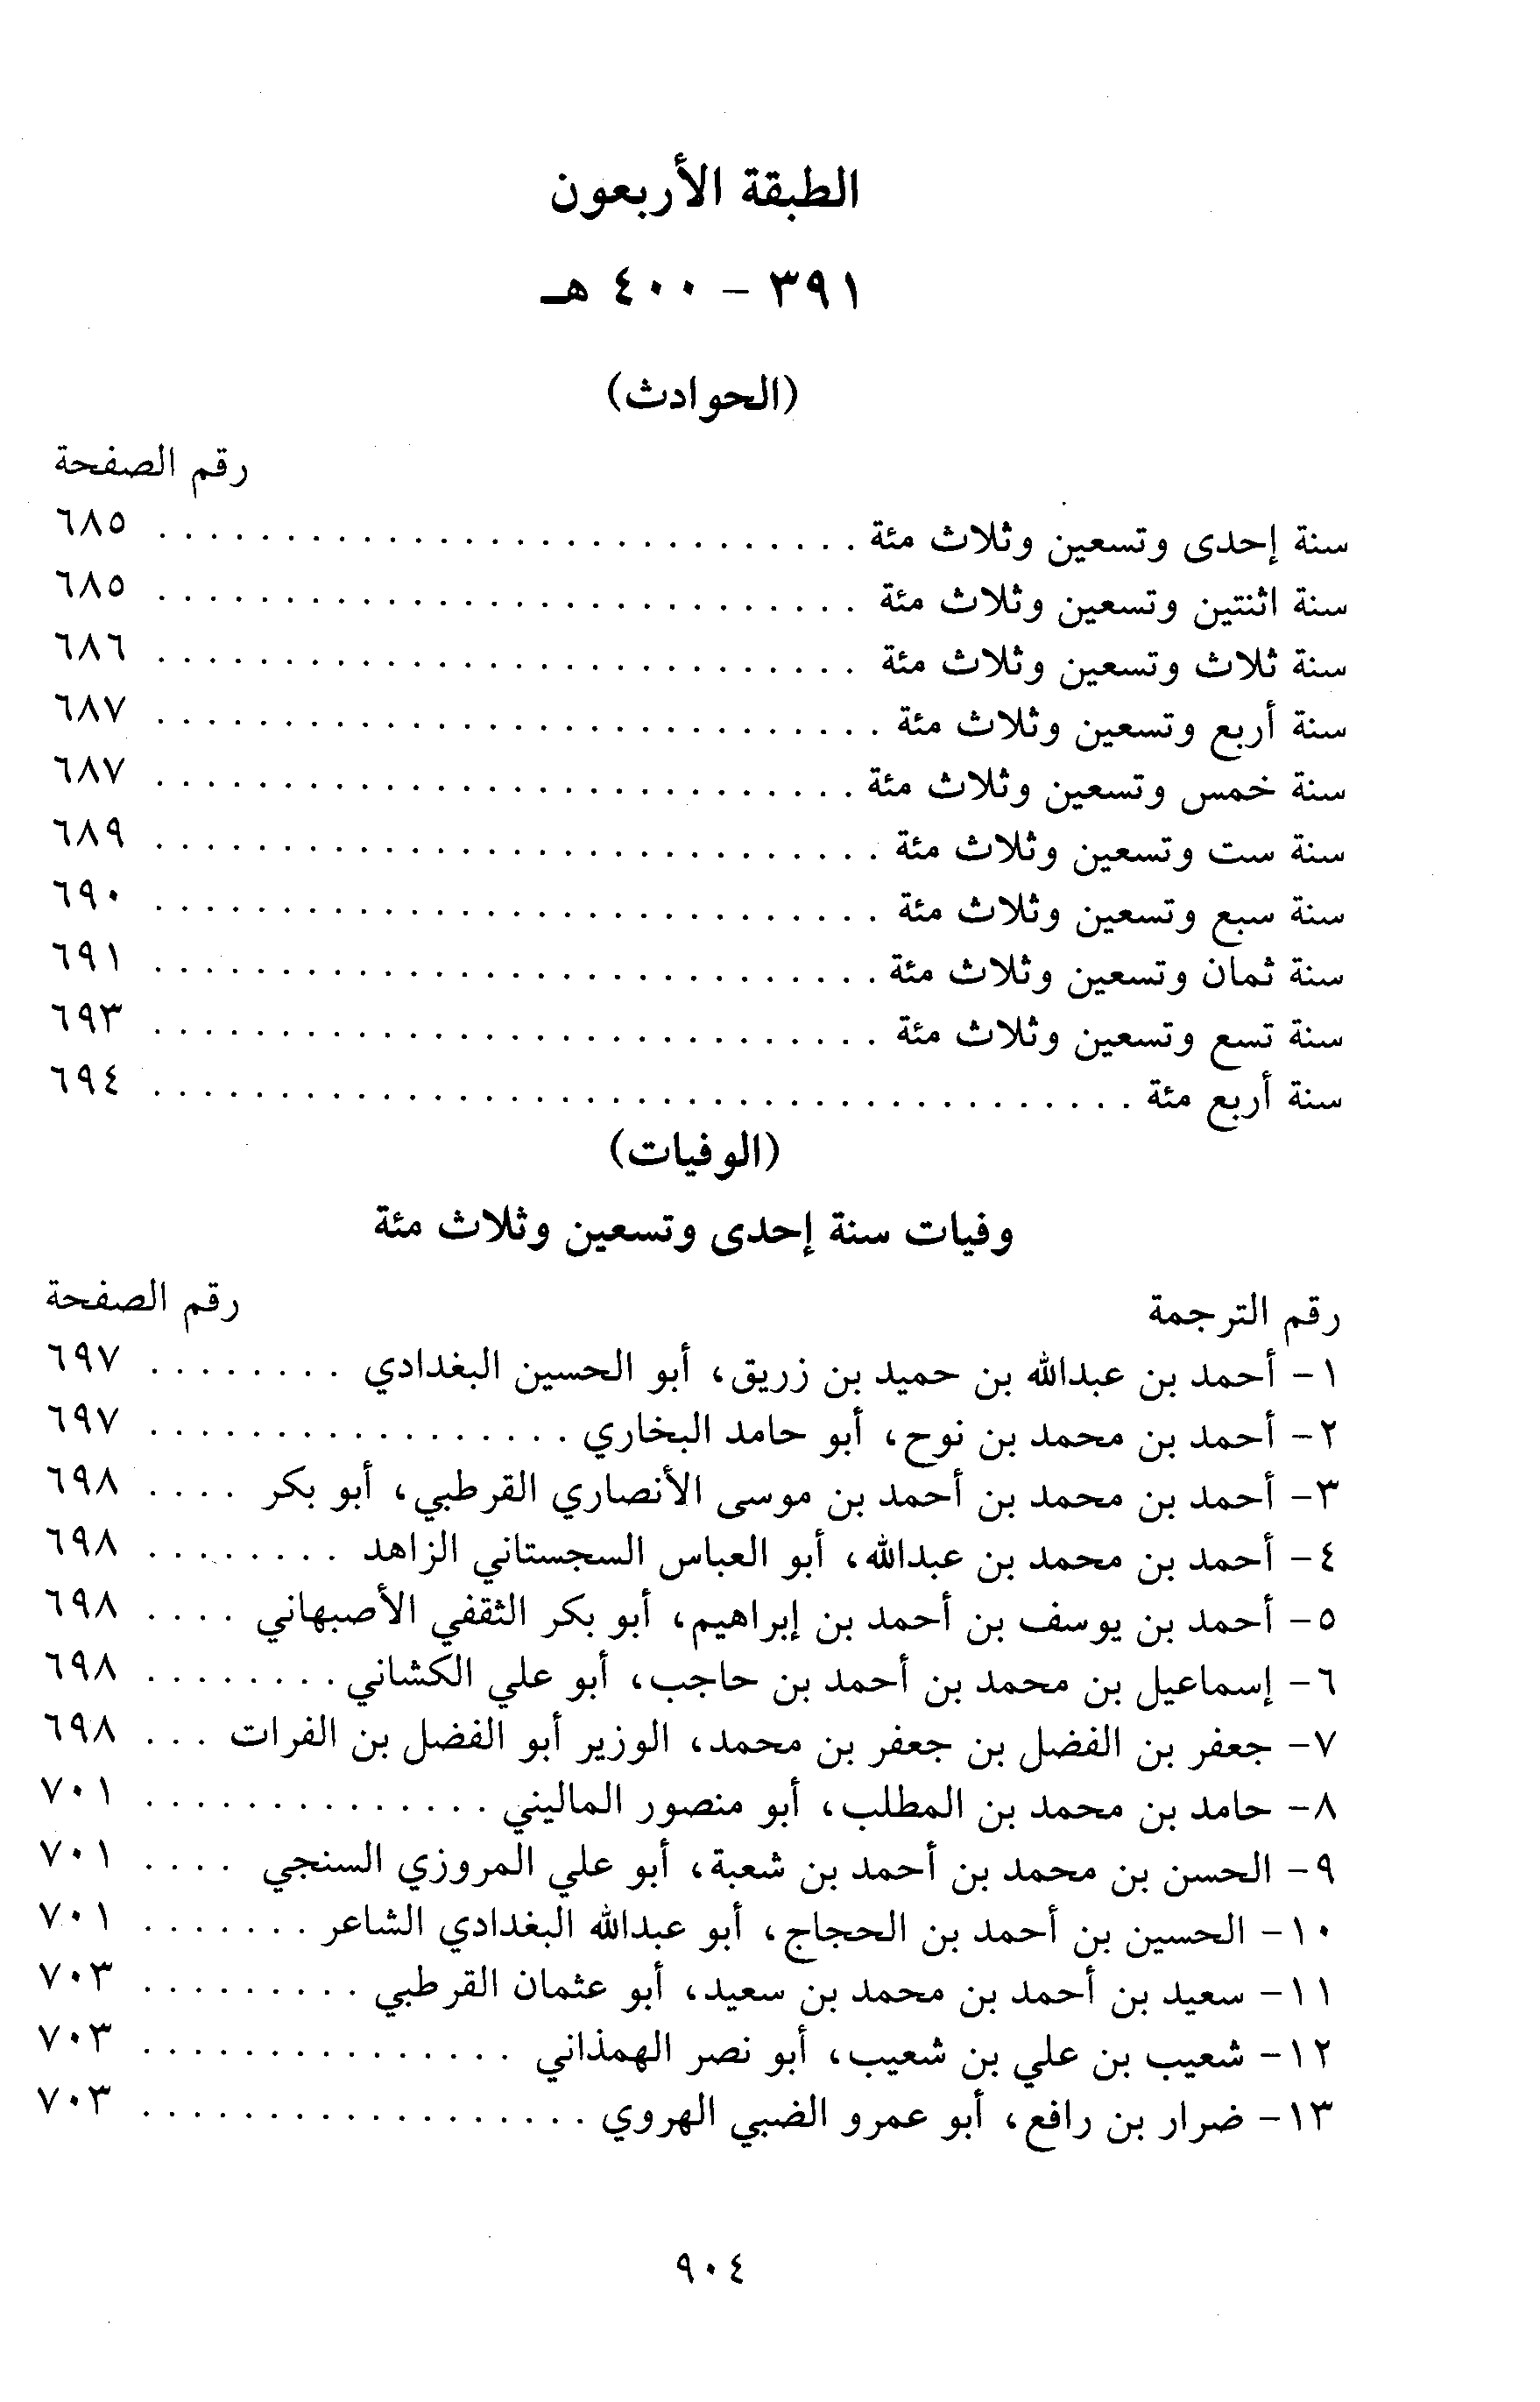 الطبقة الأربعون
٣٩١ - ٤٠٠ هـ
(الحوادث)
رقم الصفحة
سنة إحدى وتسعين وثلاث مئة . . . . . . . . . . . . . . . . . . . . . . . . . . . . ٦٨٥
سنة اثنتين وتسعين وثلاث مئة . . . . . . . . . . . . . . . . . . . . . . . . . . . . ٦٨٥
سنة ثلاث وتسعين وثلاث مئة . . . . . . . . . . . . . . . . . . . . . . . . . . . . ٦٨٦
سنة أربع وتسعين وثلاث مئة . . . . . . . . . . . . . . . . . . . . . . . . . . . . . ٦٨٧
سنة خمس وتسعين وثلاث مئة . . . . . . . . . . . . . . . . . . . . . . . . . . . . ٦٨٧
سنة ست وتسعين وثلاث مئة . . . . . . . . . . . . . . . . . . . . . . . . . . . . . ٦٨٩
سنة سبع وتسعين وثلاث مئة . . . . . . . . . . . . . . . . . . . . . . . . . . . . . ٦٩٠
سنة ثمان وتسعين وثلاث مئة . . . . . . . . . . . . . . . . . . . . . . . . . . . . . ٦٩١
سنة تسع وتسعين وثلاث مئة . . . . . . . . . . . . . . . . . . . . . . . . . . . . . ٦٩٣
سنة أربع مئة . . . . . . . . . . . . . . . . . . . . . . . . . . . . . . . . . . . . . . . ٦٩٤
(الوفيات)
وفيات سنة إحدى وتسعين وثلاث مئة
رقم الترجمة رقم الصفحة
١- أحمد بن عبدالله بن حميد بن زريق، أبو الحسين البغدادي . . . . . . . . ٦٩٧
٢- أحمد بن محمد بن نوح، أبو حامد البخاري . . . . . . . . . . . . . . . . . ٦٩٧
٣- أحمد بن محمد بن أحمد بن موسى الأنصاري القرطبي، أبو بكر . . . . ٦٩٨
٤- أحمد بن محمد بن عبدالله، أبو العباس السجستاني الزاهد . . . . . . . . ٦٩٨
٥- أحمد بن يوسف بن أحمد بن إبراهيم، أبو بكر الثقفي الأصبهاني . . . . ٦٩٨
٦- إسماعيل بن محمد بن أحمد بن حاجب، أبو علي الكشاني . . . . . . . . ٦٩٨
٧- جعفر بن الفضل بن جعفر بن محمد، الوزير أبو الفضل بن الفرات . . . ٦٩٨
٨- حامد بن محمد بن المطلب، أبو منصور الماليني . . . . . . . . . . . . . . ٧٠١
٩- الحسن بن محمد بن أحمد بن شعبة، أبو علي المروزي السنجي . . . . ٧٠١
١٠- الحسين بن أحمد بن الحجاج، أبو عبدالله البغدادي الشاعر . . . . . . . ٧٠١
١١- سعيد بن أحمد بن محمد بن سعيد، أبو عثمان القرطبي . . . . . . . . . ٧٠٣
١٢- شعيب بن علي بن شعيب، أبو نصر الهمذاني . . . . . . . . . . . . . . . ٧٠٣
١٣- ضرار بن رافع، أبو عمرو الضبي الهروي . . . . . . . . . . . . . . . . . . ٧٠٣
٩٠٤